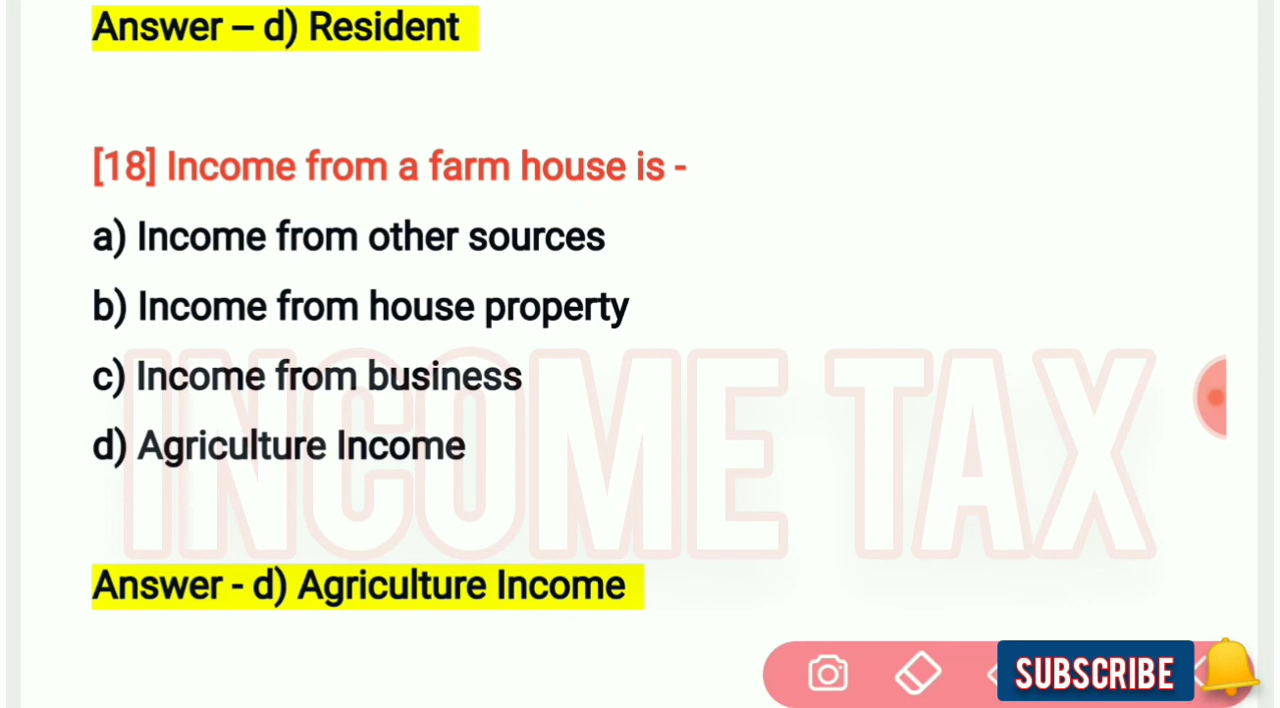 Answer – d) Resident
[18] Income from a farm house is -
a) Income from other sources
b) Income from house property
c) Income from business
d) Agriculture Income
INCOME TAX
Answer - d) Agriculture Income
SUBSCRIBE